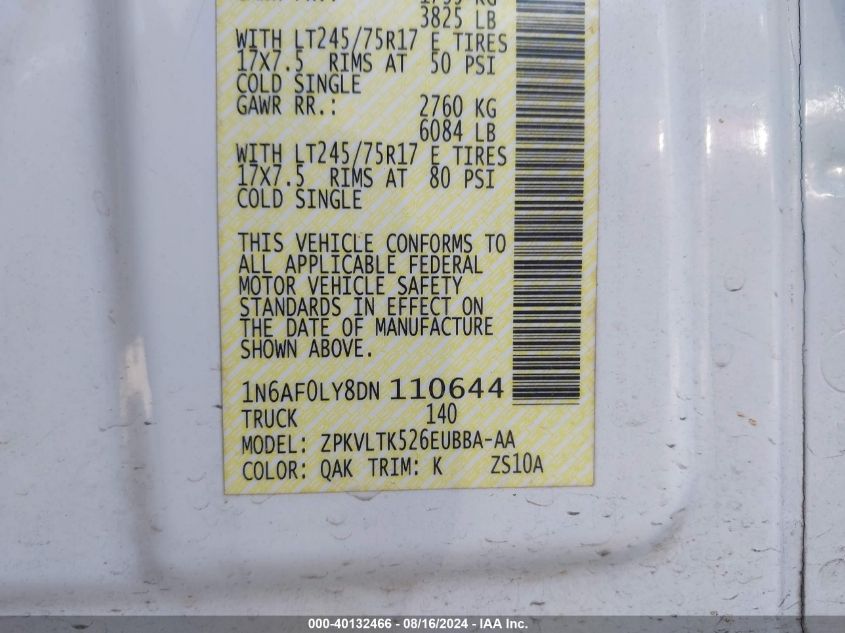 3825 LB
WITH LT245/75R17 E TIRES
17X7.5 RIMS AT 50 PSI
COLD SINGLE
GAWR RR.: 2760 KG
6084 LB
WITH LT245/75R17 E TIRES
17X7.5 RIMS AT 80 PSI
COLD SINGLE
THIS VEHICLE CONFORMS TO
ALL APPLICABLE FEDERAL
MOTOR VEHICLE SAFETY
STANDARDS IN EFFECT ON
THE DATE OF MANUFACTURE
SHOWN ABOVE.
1N6AF0LY8DN 110644
TRUCK 140
MODEL: ZPKVLTK526EUBBA-AA
COLOR: QAK TRIM: K ZS10A
000-40132466 - 08/16/2024 - IAA, Inc.